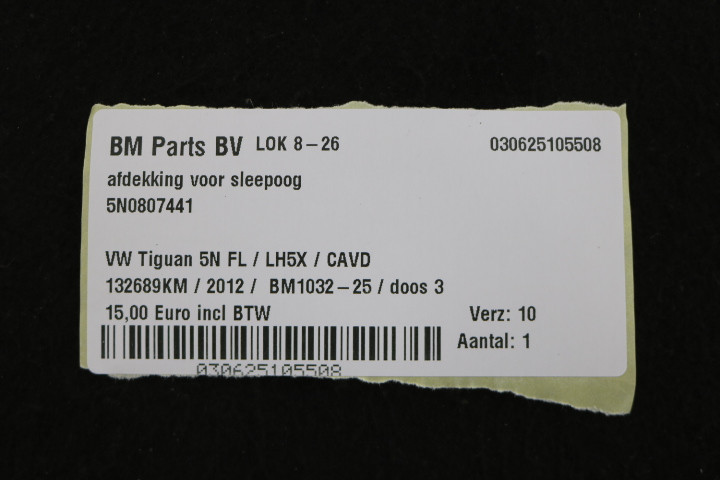 BM Parts BV LOK 8-26 030625105508
afdekking voor sleepoog
5N0807441
VW Tiguan 5N FL / LH5X / CAVD
132689KM / 2012 / BM1032-25 / doos 3
15,00 Euro incl BTW Verz: 10
Aantal: 1
030625105508